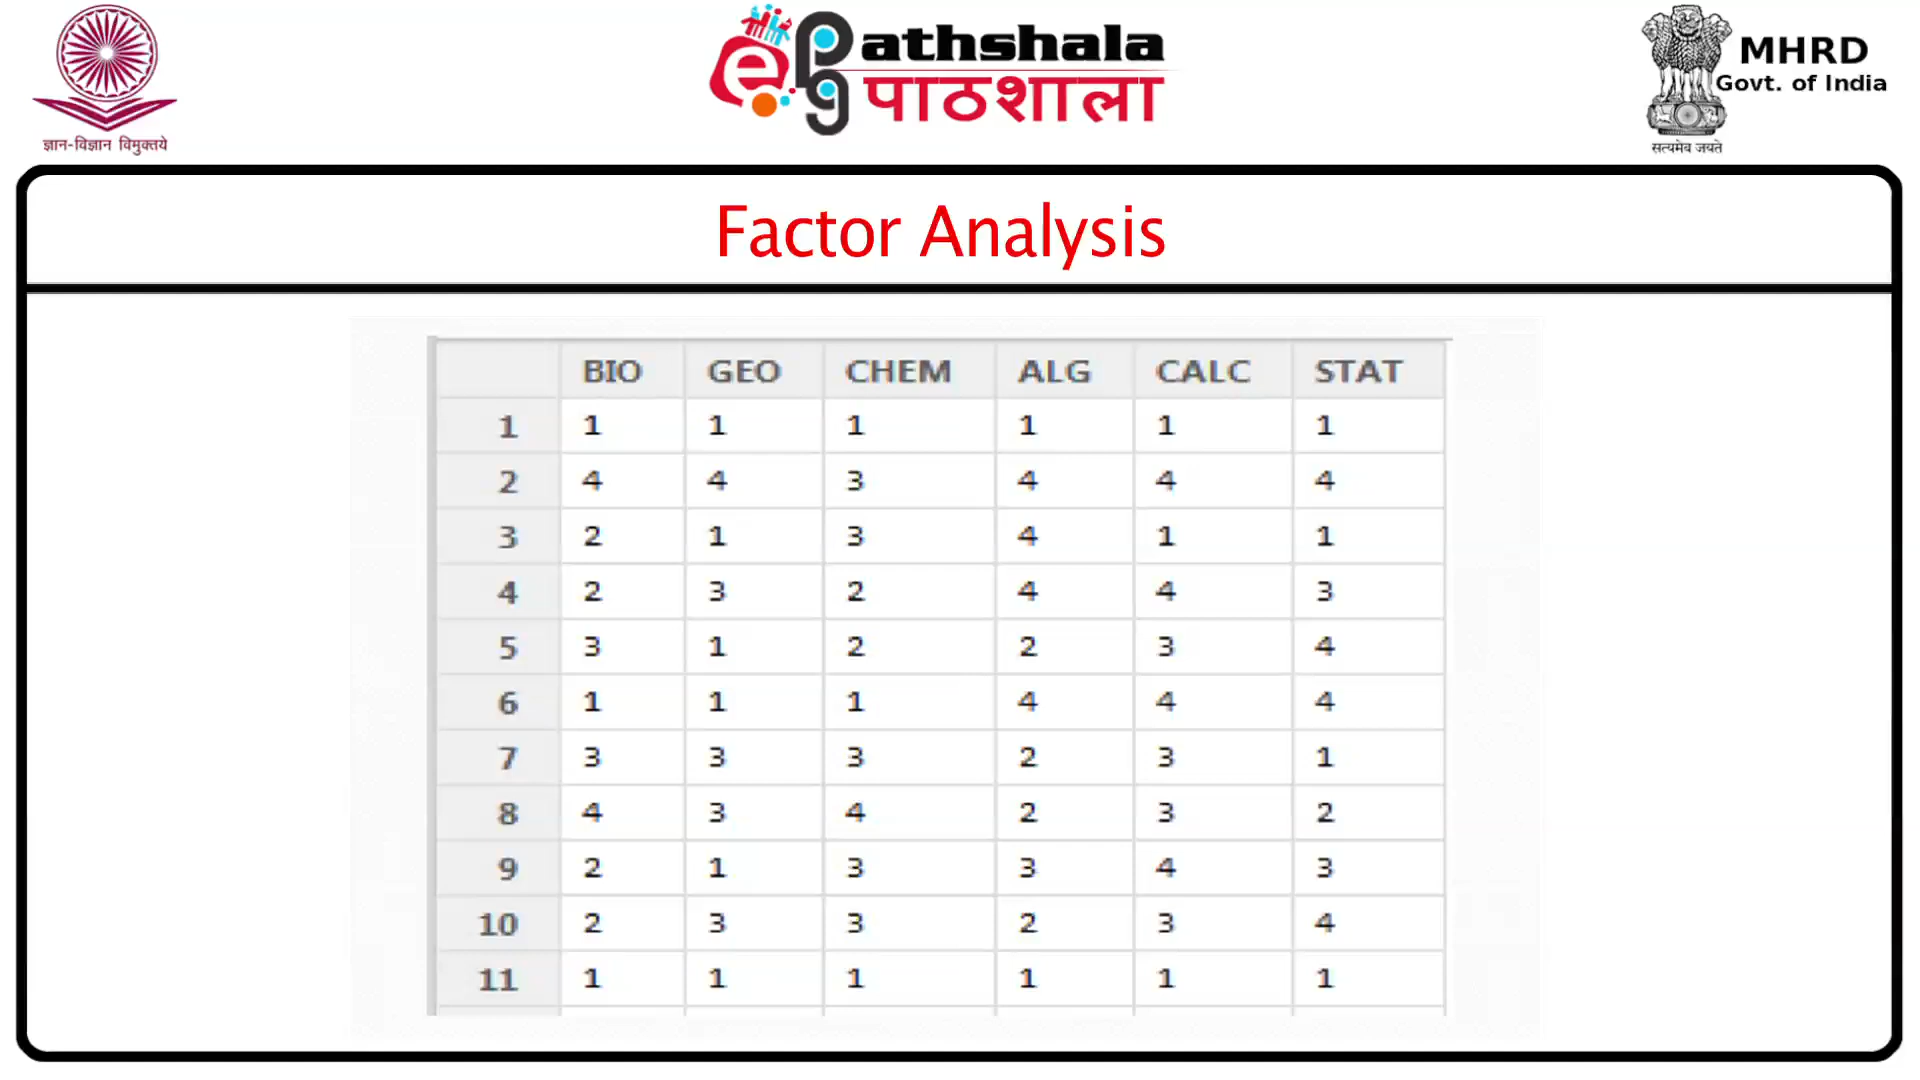 ज्ञान-विज्ञान विमुक्तये
ePG athshala
पाठशाला
MHRD
Govt. of India
सत्यमेव जयते
Factor Analysis
BIO GEO CHEM ALG CALC STAT
1 1 1 1 1 1 1
2 4 4 3 4 4 4
3 2 1 3 4 1 1
4 2 3 2 4 4 3
5 3 1 2 2 3 4
6 1 1 1 4 4 4
7 3 3 3 2 3 1
8 4 3 4 2 3 2
9 2 1 3 3 4 3
10 2 3 3 2 3 4
11 1 1 1 1 1 1